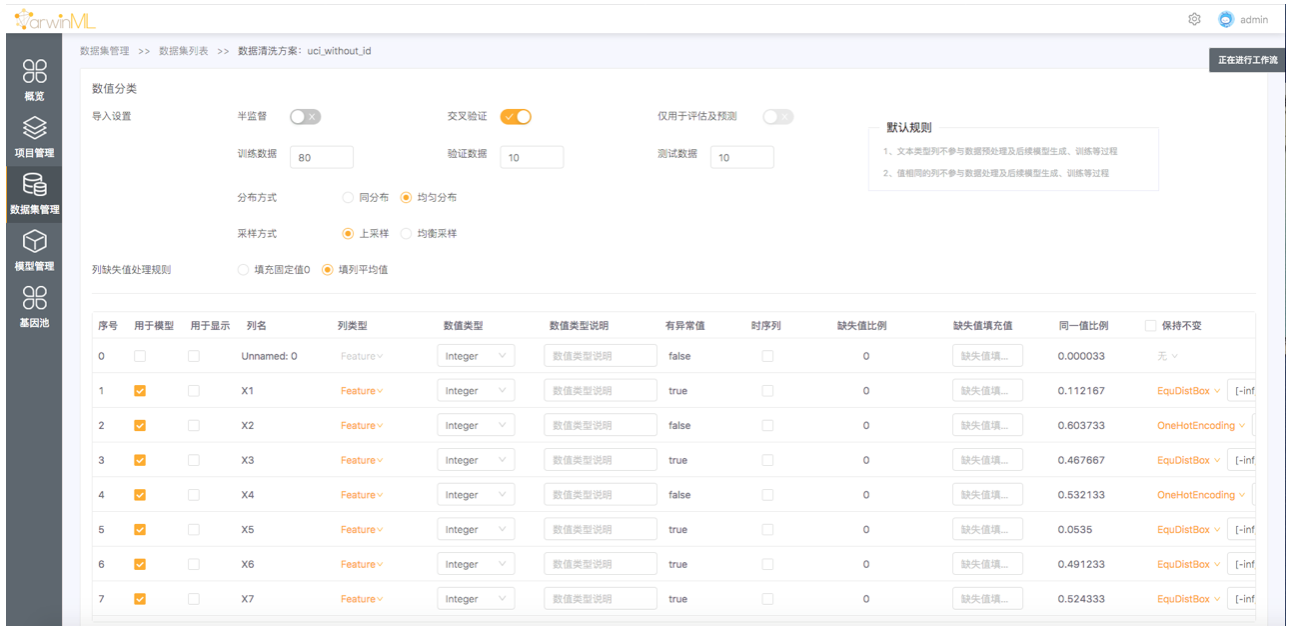 DarwinML
admin
数据集管理 >> 数据集列表 >> 数据清洗方案：uci_without_id
正在进行工作流
概览
项目管理
数据集管理
模型管理
基因池
数值分类
导入设置 半监督 交叉验证 仅用于评估及预测
训练数据 80 验证数据 10 测试数据 10
默认规则
1、文本类型列不参与数据预处理及后续模型生成、训练等过程
2、值相同的列不参与数据处理及后续模型生成、训练等过程
分布方式 同分布 均匀分布
采样方式 上采样 均衡采样
列缺失值处理规则 填充固定值0 填列平均值
序号 用于模型 用于显示 列名 列类型 数值类型 数值类型说明 有异常值 时序列 缺失值比例 缺失值填充值 同一值比例 保持不变
0 Unnamed: 0 Feature Integer 数值类型说明 false 0 缺失值填... 0.000033 无
1 X1 Feature Integer 数值类型说明 true 0 缺失值填... 0.112167 EquDistBox [-inf
2 X2 Feature Integer 数值类型说明 false 0 缺失值填... 0.603733 OneHotEncoding
3 X3 Feature Integer 数值类型说明 true 0 缺失值填... 0.467667 EquDistBox [-inf
4 X4 Feature Integer 数值类型说明 false 0 缺失值填... 0.532133 OneHotEncoding
5 X5 Feature Integer 数值类型说明 true 0 缺失值填... 0.0535 EquDistBox [-inf
6 X6 Feature Integer 数值类型说明 true 0 缺失值填... 0.491233 EquDistBox [-inf
7 X7 Feature Integer 数值类型说明 true 0 缺失值填... 0.524333 EquDistBox [-inf